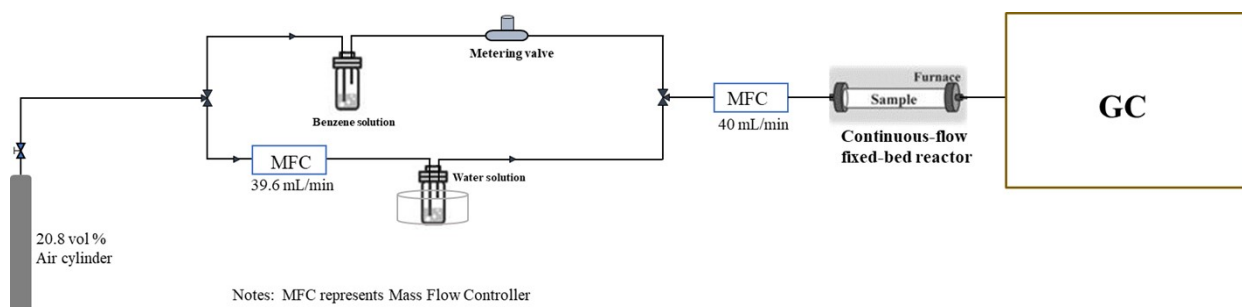 Metering valve
Benzene solution
MFC
39.6 mL/min
Water solution
MFC
40 mL/min
Furnace
Sample
Continuous-flow
fixed-bed reactor
GC
20.8 vol %
Air cylinder
Notes:  MFC represents Mass Flow Controller